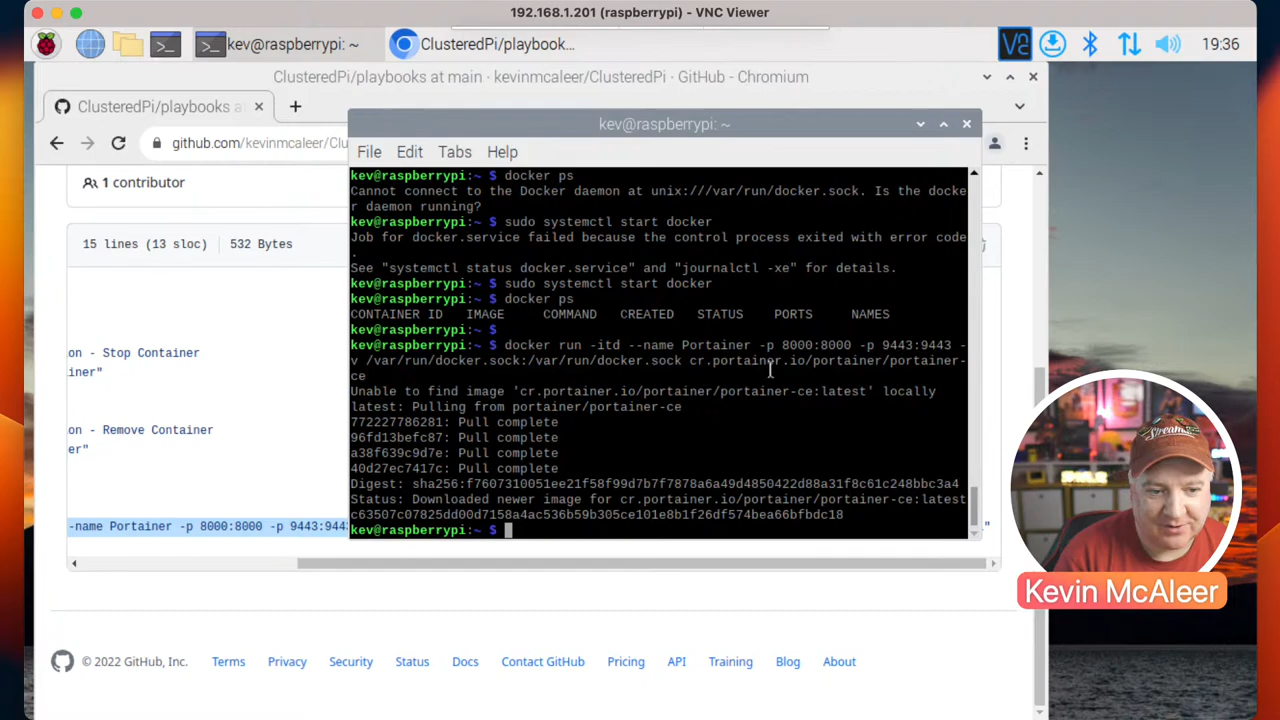 192.168.1.201 (raspberrypi) - VNC Viewer
kev@raspberrypi: ~
ClusteredPi/playbook...
19:36
ClusteredPi/playbooks at main · kevinmcaleer/ClusteredPi · GitHub - Chromium
ClusteredPi/playbooks a
github.com/kevinmcaleer/Clu
1 contributor
15 lines (13 sloc)
532 Bytes
on - Stop Container
iner"
on - Remove Container
er"
-name Portainer -p 8000:8000 -p 9443:944
kev@raspberrypi: ~
File Edit Tabs Help
kev@raspberrypi:~ $ docker ps
Cannot connect to the Docker daemon at unix:///var/run/docker.sock. Is the docke
r daemon running?
kev@raspberrypi:~ $ sudo systemctl start docker
Job for docker.service failed because the control process exited with error code
.
See "systemctl status docker.service" and "journalctl -xe" for details.
kev@raspberrypi:~ $ sudo systemctl start docker
kev@raspberrypi:~ $ docker ps
CONTAINER ID IMAGE COMMAND CREATED STATUS PORTS NAMES
kev@raspberrypi:~ $
kev@raspberrypi:~ $ docker run -itd --name Portainer -p 8000:8000 -p 9443:9443 -
v /var/run/docker.sock:/var/run/docker.sock cr.portainer.io/portainer/portainer-
ce
Unable to find image 'cr.portainer.io/portainer/portainer-ce:latest' locally
latest: Pulling from portainer/portainer-ce
772227786281: Pull complete
96fd13befc87: Pull complete
a38f639c9d7e: Pull complete
40d27ec7417c: Pull complete
Digest: sha256:f7607310051ee21f58f99d7b7f7878a6a49d4850422d88a31f8c61c248bbc3a4
Status: Downloaded newer image for cr.portainer.io/portainer/portainer-ce:latest
c63507c07825dd00d7158a4ac536b59b305ce101e8b1f26df574bea66bfbdc18
kev@raspberrypi:~ $
Streamer
Kevin McAleer
© 2022 GitHub, Inc.
Terms
Privacy
Security
Status
Docs
Contact GitHub
Pricing
API
Training
Blog
About